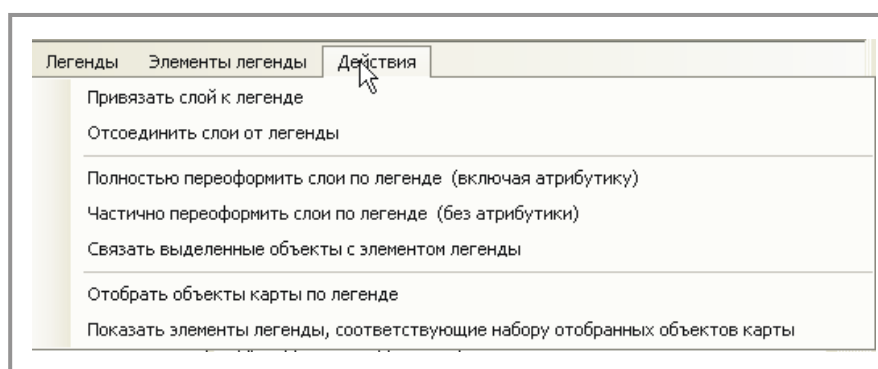 Легенды Элементы легенды Действия
Привязать слой к легенде
Отсоединить слои от легенды
Полностью переоформить слои по легенде (включая атрибутику)
Частично переоформить слои по легенде (без атрибутики)
Связать выделенные объекты с элементом легенды
Отобрать объекты карты по легенде
Показать элементы легенды, соответствующие набору отобранных объектов карты